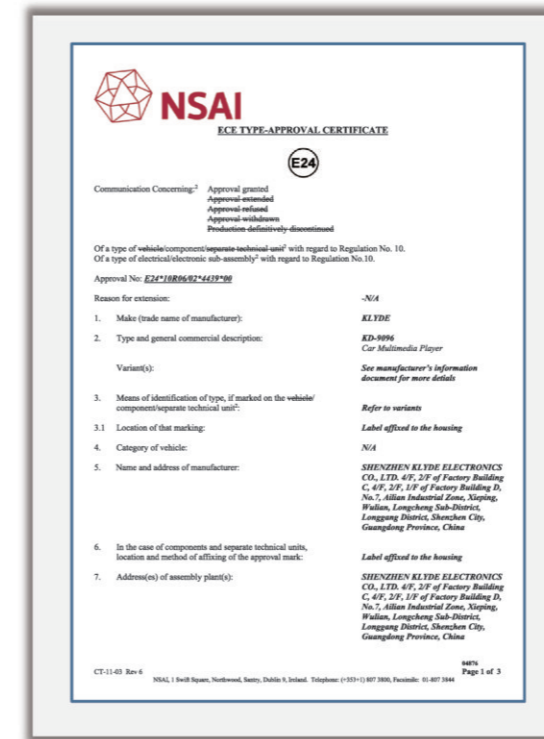 NSAI
ECE TYPE-APPROVAL CERTIFICATE
E24
Communication Concerning:² Approval granted
Approval extended
Approval refused
Approval withdrawn
Production definitively discontinued
Of a type of vehicle/component/separate technical unit² with regard to Regulation No. 10.
Of a type of electrical/electronic sub-assembly² with regard to Regulation No.10.
Approval No: E24*10R06/02*4439*00
Reason for extension: -N/A
1. Make (trade name of manufacturer): KLYDE
2. Type and general commercial description: KD-9096
Car Multimedia Player
Variant(s): See manufacturer's information
document for more detials
3. Means of identification of type, if marked on the vehicle/
component/separate technical unit²: Refer to variants
3.1 Location of that marking: Label affixed to the housing
4. Category of vehicle: N/A
5. Name and address of manufacturer: SHENZHEN KLYDE ELECTRONICS
CO., LTD. 4/F, 2/F of Factory Building
C, 4/F, 2/F, 1/F of Factory Building D,
No.7, Ailian Industrial Zone, Xieping,
Wulian, Longcheng Sub-District,
Longgang District, Shenzhen City,
Guangdong Province, China
6. In the case of components and separate technical units,
location and method of affixing of the approval mark: Label affixed to the housing
7. Address(es) of assembly plant(s): SHENZHEN KLYDE ELECTRONICS
CO., LTD. 4/F, 2/F of Factory Building
C, 4/F, 2/F, 1/F of Factory Building D,
No.7, Ailian Industrial Zone, Xieping,
Wulian, Longcheng Sub-District,
Longgang District, Shenzhen City,
Guangdong Province, China
04876
CT-11-03 Rev 6 Page 1 of 3
NSAI, 1 Swift Square, Northwood, Santry, Dublin 9, Ireland. Telephone: (+353+1) 807 3800, Facsimile: 01-807 3844